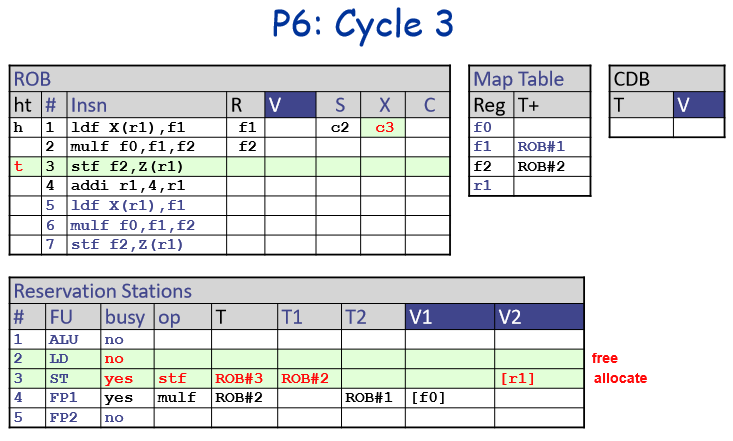 P6: Cycle 3
ROB
ht # Insn R V S X C
h 1 ldf X(r1),f1 f1 c2 c3
2 mulf f0,f1,f2 f2
t 3 stf f2,Z(r1)
4 addi r1,4,r1
5 ldf X(r1),f1
6 mulf f0,f1,f2
7 stf f2,Z(r1)
Map Table
Reg T+
f0
f1 ROB#1
f2 ROB#2
r1
CDB
T V
Reservation Stations
# FU busy op T T1 T2 V1 V2
1 ALU no
2 LD no free
3 ST yes stf ROB#3 ROB#2 [r1] allocate
4 FP1 yes mulf ROB#2 ROB#1 [f0]
5 FP2 no